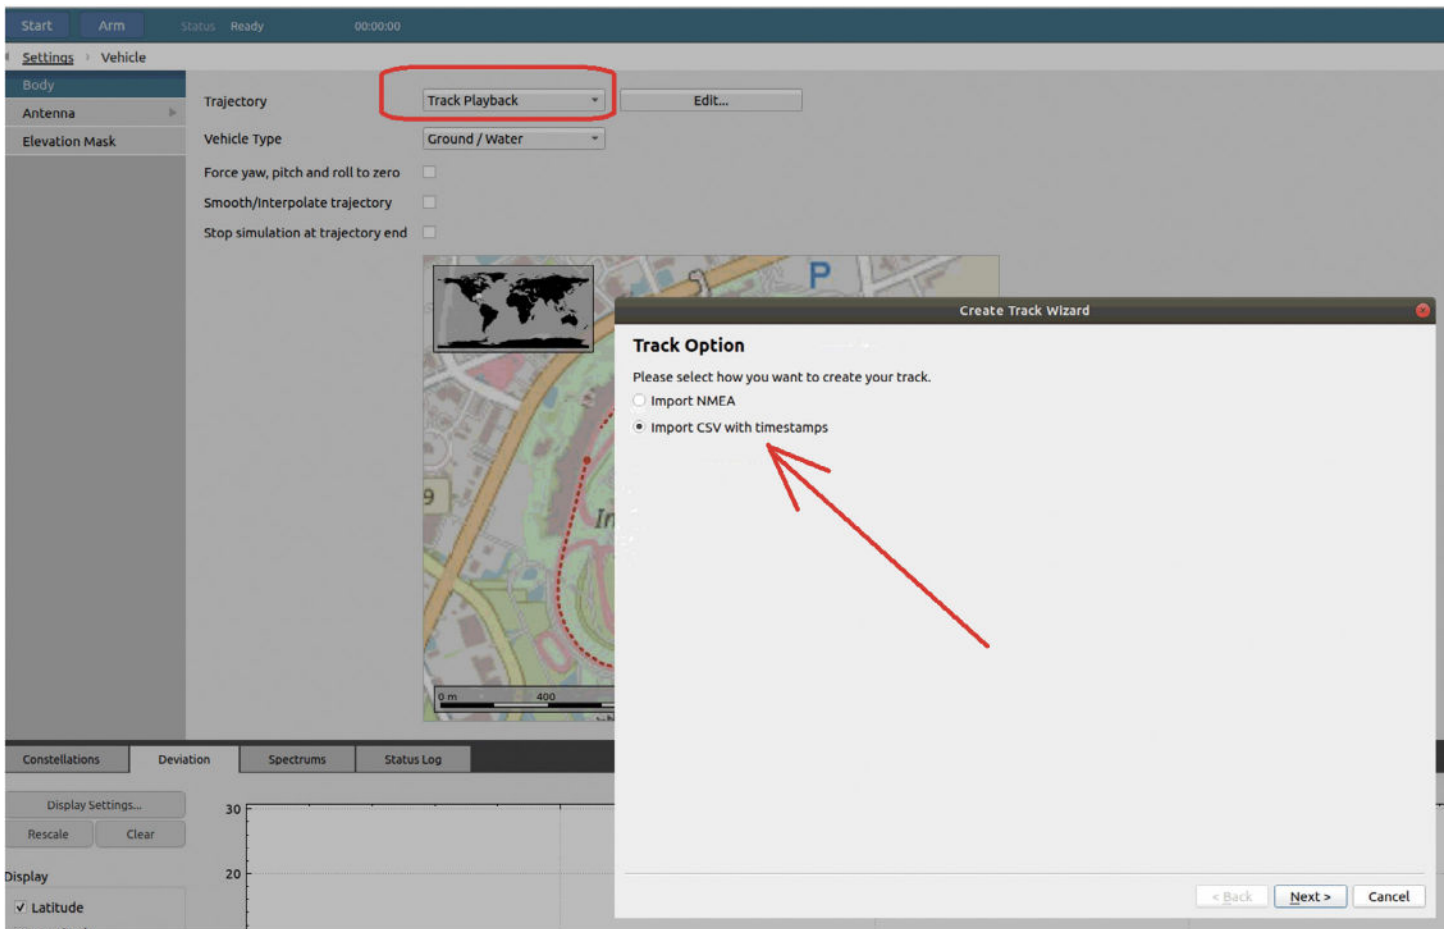 Start Arm Status Ready 00:00:00
Settings Vehicle
Body
Antenna
Elevation Mask
Trajectory Track Playback Edit...
Vehicle Type Ground / Water
Force yaw, pitch and roll to zero
Smooth/Interpolate trajectory
Stop simulation at trajectory end
P
9
In
0 m 400
Create Track Wizard
Track Option
Please select how you want to create your track.
Import NMEA
Import CSV with timestamps
< Back Next > Cancel
Constellations Deviation Spectrums Status Log
Display Settings...
Rescale Clear
Display
Latitude
30
20